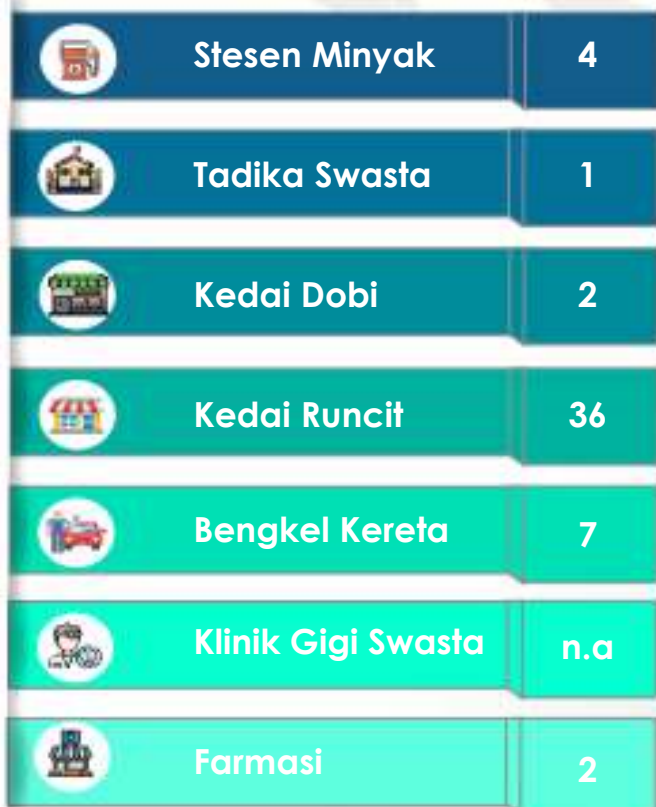 Stesen Minyak 4
Tadika Swasta 1
Kedai Dobi 2
Kedai Runcit 36
Bengkel Kereta 7
Klinik Gigi Swasta n.a
Farmasi 2